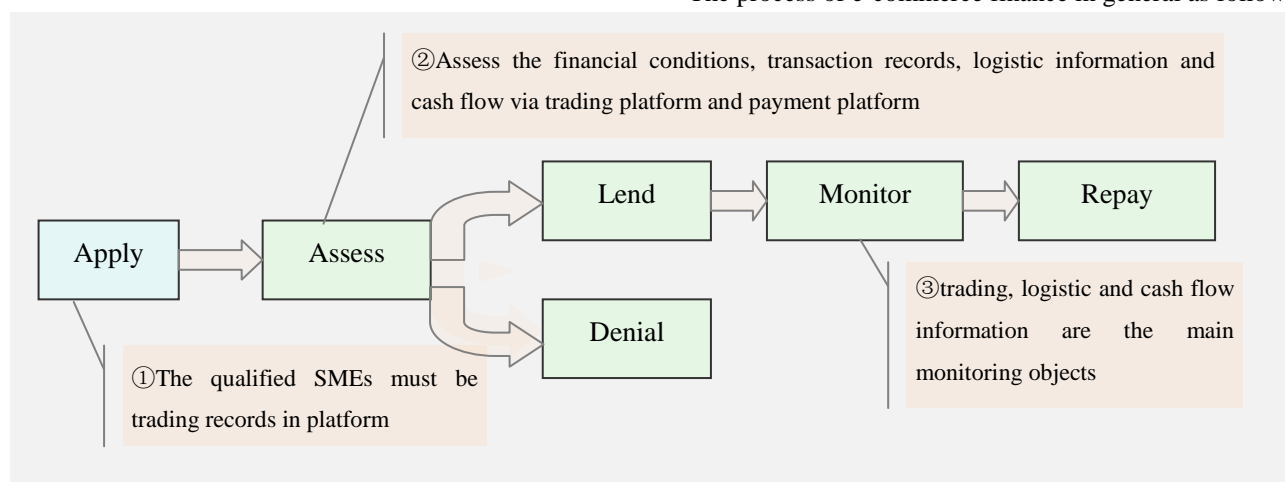 The process of e-commerce finance in general as follow
②Assess the financial conditions, transaction records, logistic information and
cash flow via trading platform and payment platform
Lend
Monitor
Repay
Apply
Assess
③trading, logistic and cash flow
information are the main
monitoring objects
Denial
①The qualified SMEs must be
trading records in platform